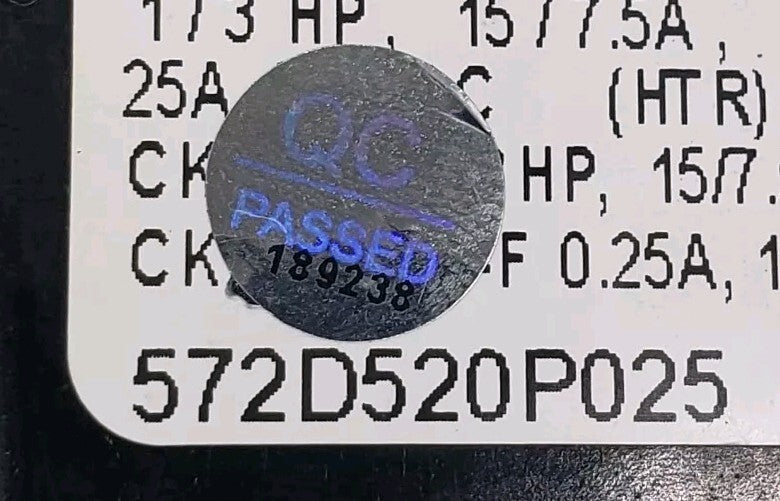 1/3 HP, 15/7.5A,
25A C (HTR)
CK HP, 15/7.
CK -F 0.25A, 1
QC
PASSED
189238
572D520P025